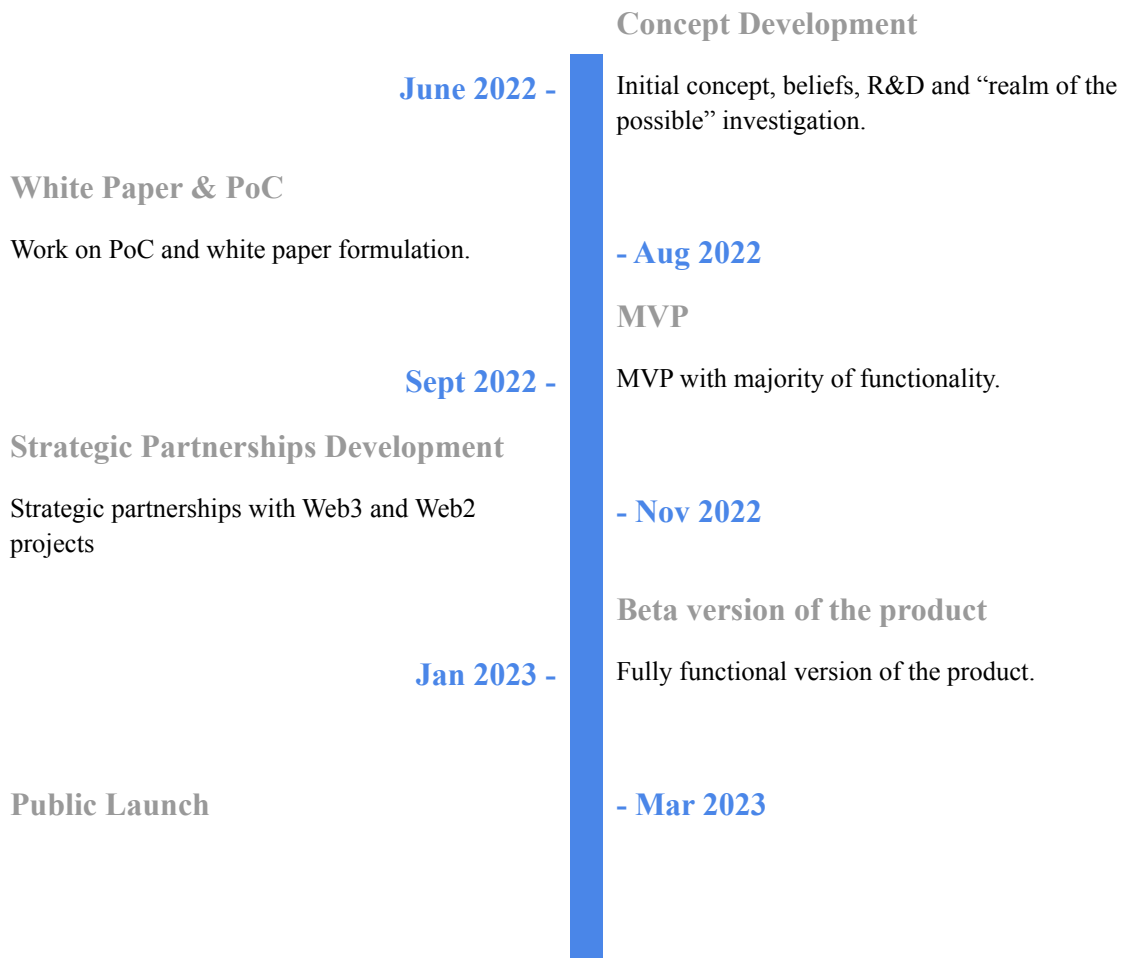 Concept Development
June 2022 -
Initial concept, beliefs, R&D and “realm of the
possible” investigation.
White Paper & PoC
Work on PoC and white paper formulation.
- Aug 2022
MVP
Sept 2022 -
MVP with majority of functionality.
Strategic Partnerships Development
Strategic partnerships with Web3 and Web2
projects
- Nov 2022
Beta version of the product
Jan 2023 -
Fully functional version of the product.
Public Launch
- Mar 2023